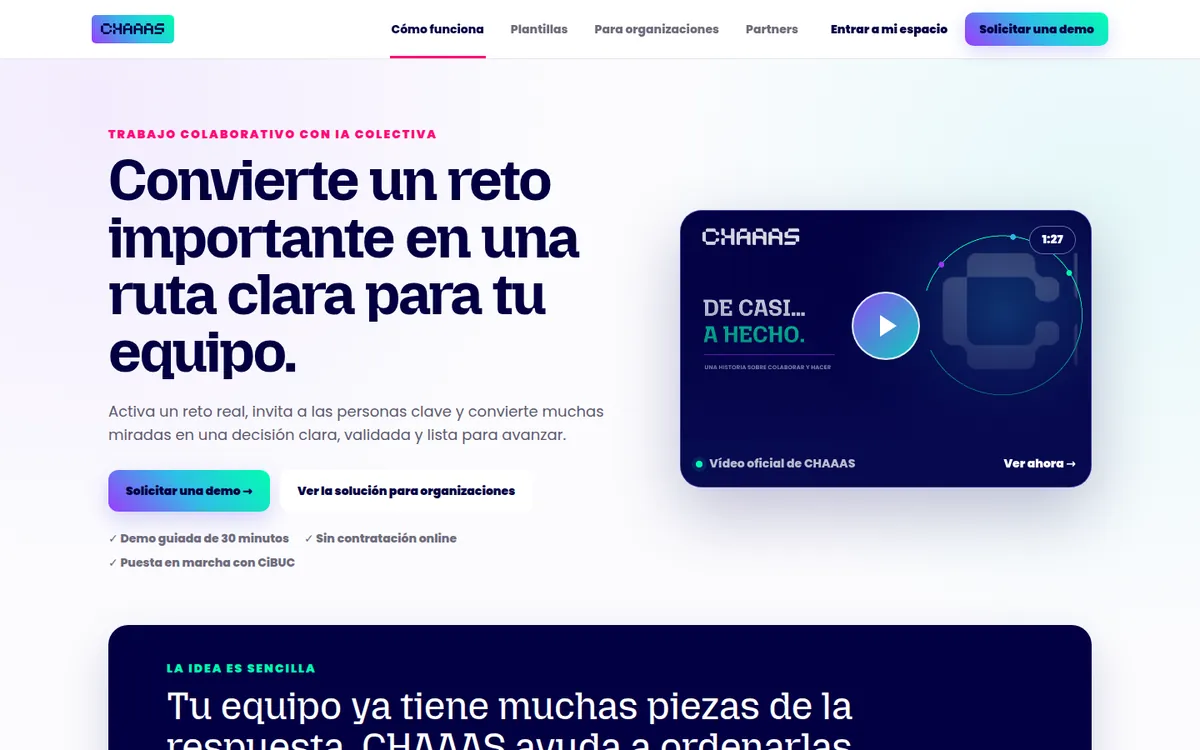 CHAAAS
Cómo funciona
Plantillas
Para organizaciones
Partners
Entrar a mi espacio
Solicitar una demo
TRABAJO COLABORATIVO CON IA COLECTIVA
Convierte un reto
importante en una
ruta clara para tu
equipo.
Activa un reto real, invita a las personas clave y convierte muchas
miradas en una decisión clara, validada y lista para avanzar.
Solicitar una demo →
Ver la solución para organizaciones
✓ Demo guiada de 30 minutos
✓ Sin contratación online
✓ Puesta en marcha con CiBUC
CHAAAS
1:27
DE CASI...
A HECHO.
UNA HISTORIA SOBRE COLABORAR Y HACER
Vídeo oficial de CHAAAS
Ver ahora →
LA IDEA ES SENCILLA
Tu equipo ya tiene muchas piezas de la
respuesta. CHAAAS ayuda a ordenarlas